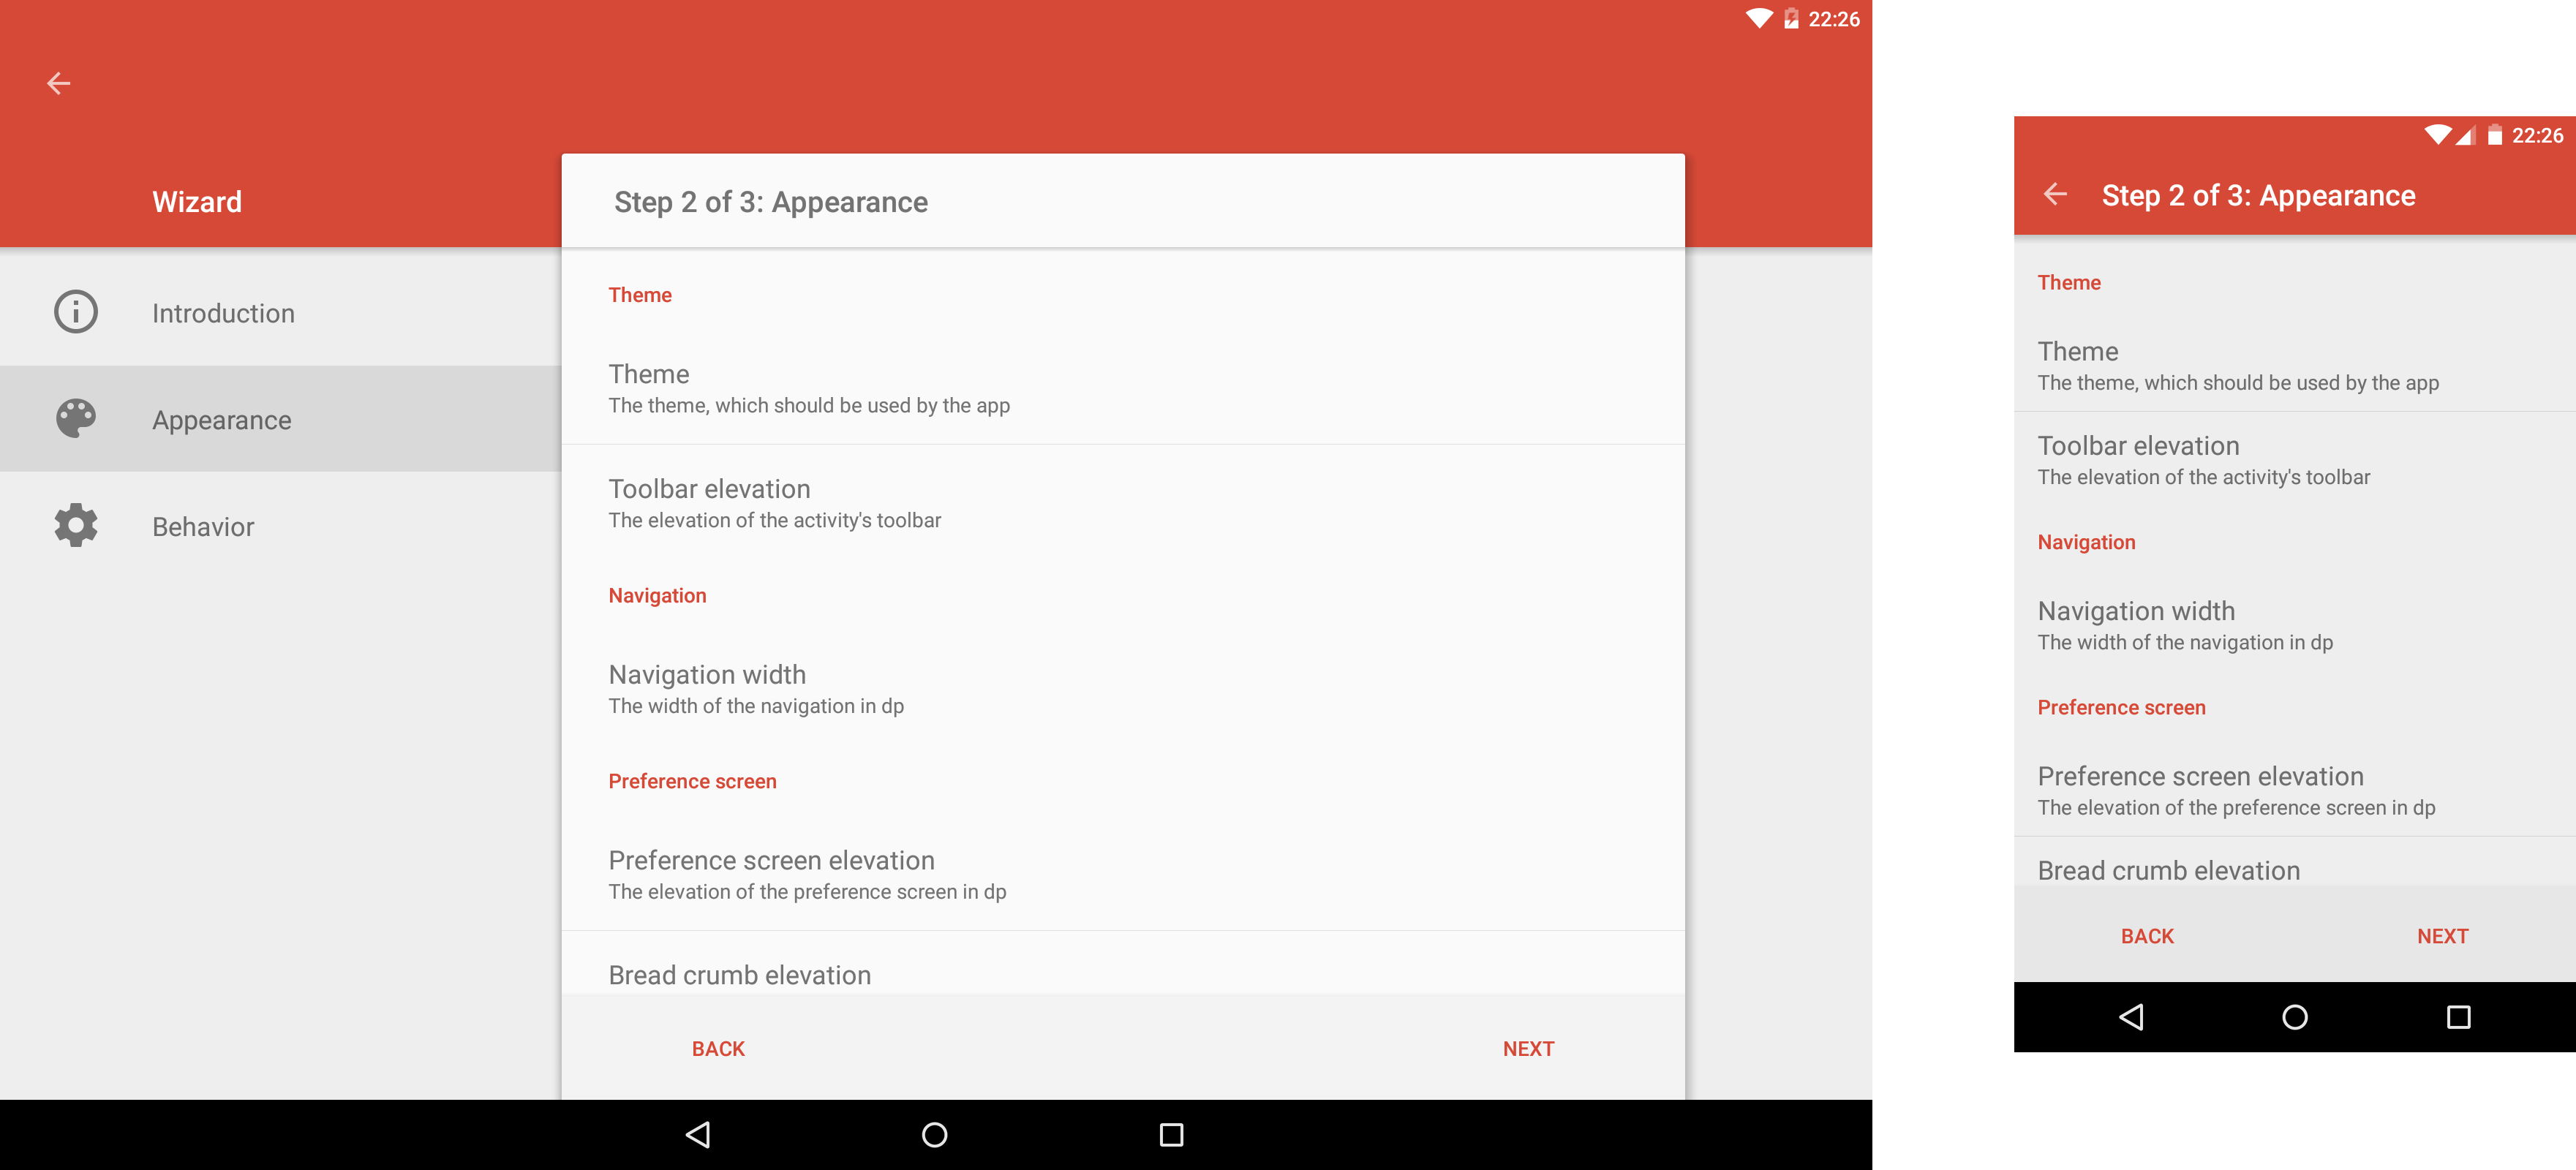 22:26
Wizard
Introduction
Appearance
Behavior
Step 2 of 3: Appearance
Theme
Theme
The theme, which should be used by the app
Toolbar elevation
The elevation of the activity's toolbar
Navigation
Navigation width
The width of the navigation in dp
Preference screen
Preference screen elevation
The elevation of the preference screen in dp
Bread crumb elevation
BACK
NEXT
22:26
Step 2 of 3: Appearance
Theme
Theme
The theme, which should be used by the app
Toolbar elevation
The elevation of the activity's toolbar
Navigation
Navigation width
The width of the navigation in dp
Preference screen
Preference screen elevation
The elevation of the preference screen in dp
Bread crumb elevation
BACK
NEXT